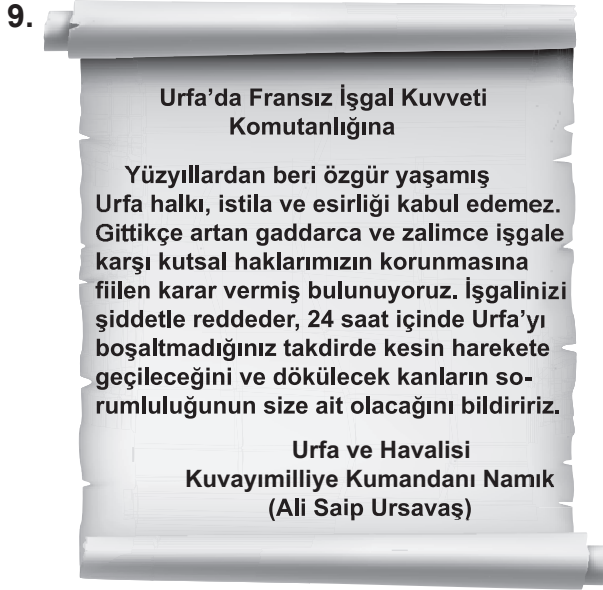 9.
Urfa’da Fransız İşgal Kuvveti
Komutanlığına
Yüzyıllardan beri özgür yaşamış
Urfa halkı, istila ve esirliği kabul edemez.
Gittikçe artan gaddarca ve zalimce işgale
karşı kutsal haklarımızın korunmasına
fiilen karar vermiş bulunuyoruz. İşgalinizi
şiddetle reddeder, 24 saat içinde Urfa’yı
boşaltmadığınız takdirde kesin harekete
geçileceğini ve dökülecek kanların so-
rumluluğunun size ait olacağını bildiririz.
Urfa ve Havalisi
Kuvayımilliye Kumandanı Namık
(Ali Saip Ursavaş)